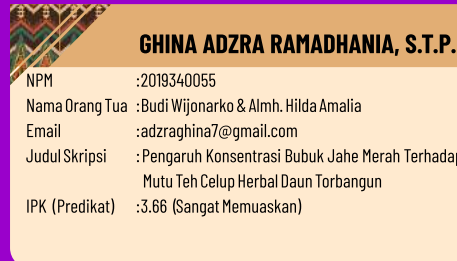 GHINA ADZRA RAMADHANIA, S.T.P.
NPM :2019340055
Nama Orang Tua :Budi Wijonarko & Almh. Hilda Amalia
Email :adzraghina7@gmail.com
Judul Skripsi :Pengaruh Konsentrasi Bubuk Jahe Merah Terhadap
Mutu Teh Celup Herbal Daun Torbangun
IPK (Predikat) :3.66 (Sangat Memuaskan)